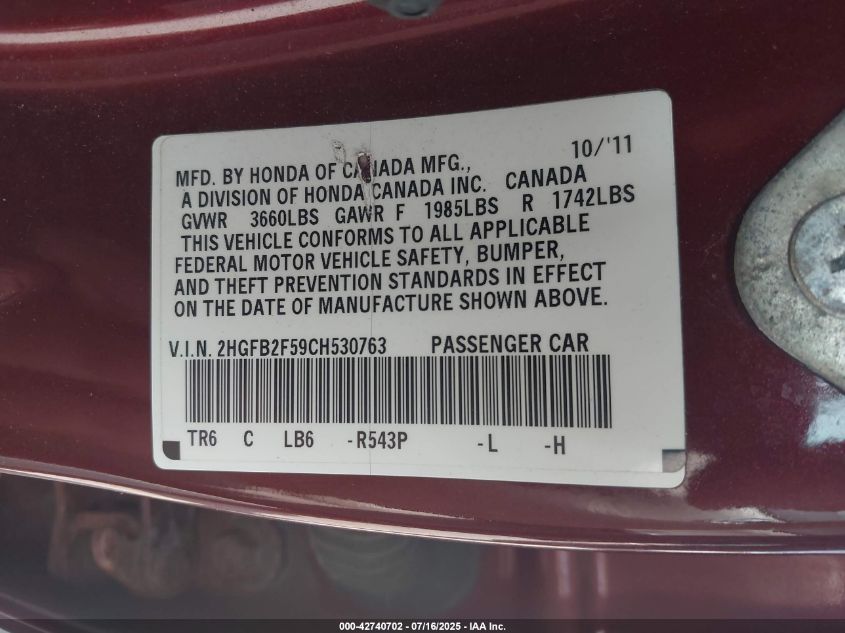 10/'11
MFD. BY HONDA OF CANADA MFG.,
A DIVISION OF HONDA CANADA INC. CANADA
GVWR 3660LBS GAWR F 1985LBS R 1742LBS
THIS VEHICLE CONFORMS TO ALL APPLICABLE
FEDERAL MOTOR VEHICLE SAFETY, BUMPER,
AND THEFT PREVENTION STANDARDS IN EFFECT
ON THE DATE OF MANUFACTURE SHOWN ABOVE.
V.I.N. 2HGFB2F59CH530763 PASSENGER CAR
TR6 C LB6 -R543P -L -H
000-42740702 - 07/16/2025 - IAA Inc.